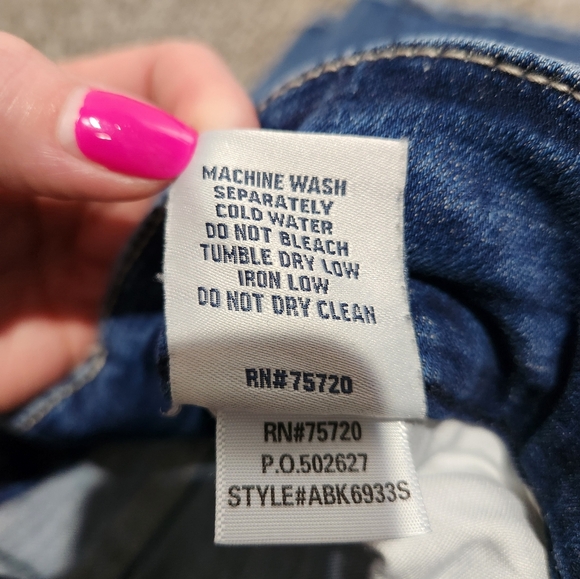 MACHINE WASH
SEPARATELY
COLD WATER
DO NOT BLEACH
TUMBLE DRY LOW
IRON LOW
DO NOT DRY CLEAN
RN#75720
RN#75720
P.O.502627
STYLE#ABK6933S